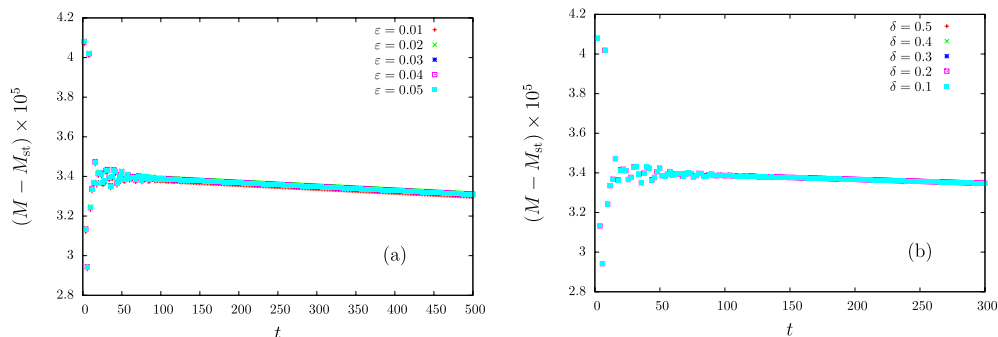 4.2
4
3.8
3.6
3.4
3.2
3
2.8
0 50 100 150 200 250 300 350 400 450 500
(M − M_st) × 10^5
t
ε = 0.01
ε = 0.02
ε = 0.03
ε = 0.04
ε = 0.05
(a)
4.2
4
3.8
3.6
3.4
3.2
3
2.8
0 50 100 150 200 250 300
(M − M_st) × 10^5
t
δ = 0.5
δ = 0.4
δ = 0.3
δ = 0.2
δ = 0.1
(b)